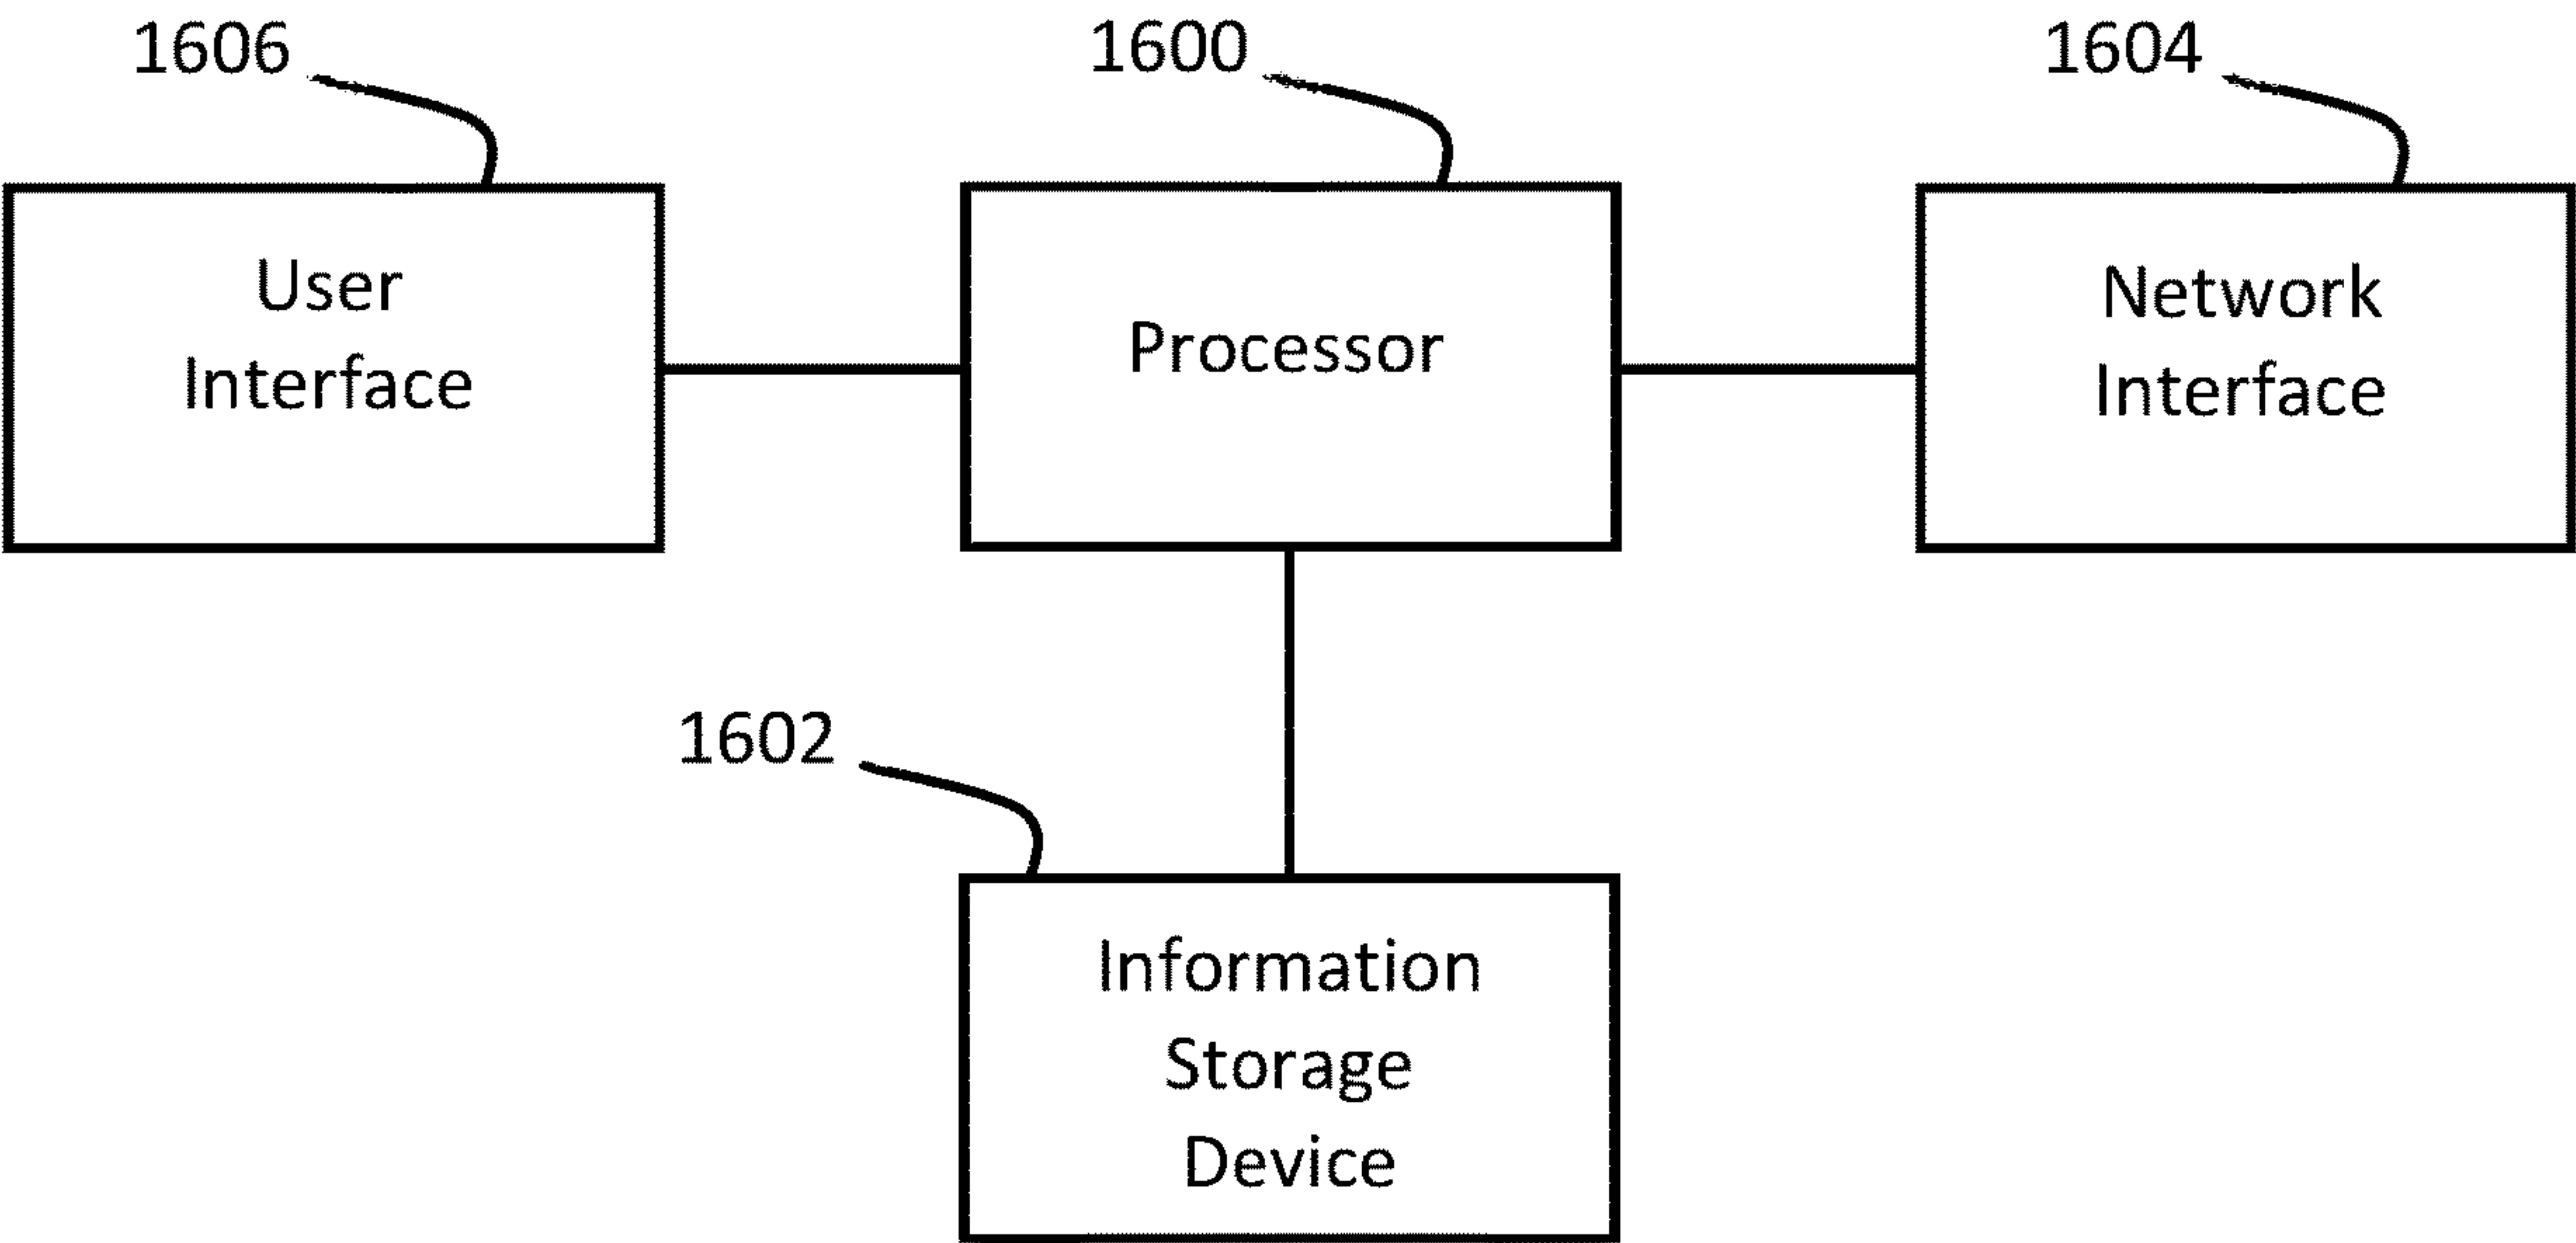 1606
1600
1604
User
Interface
Processor
Network
Interface
1602
Information
Storage
Device